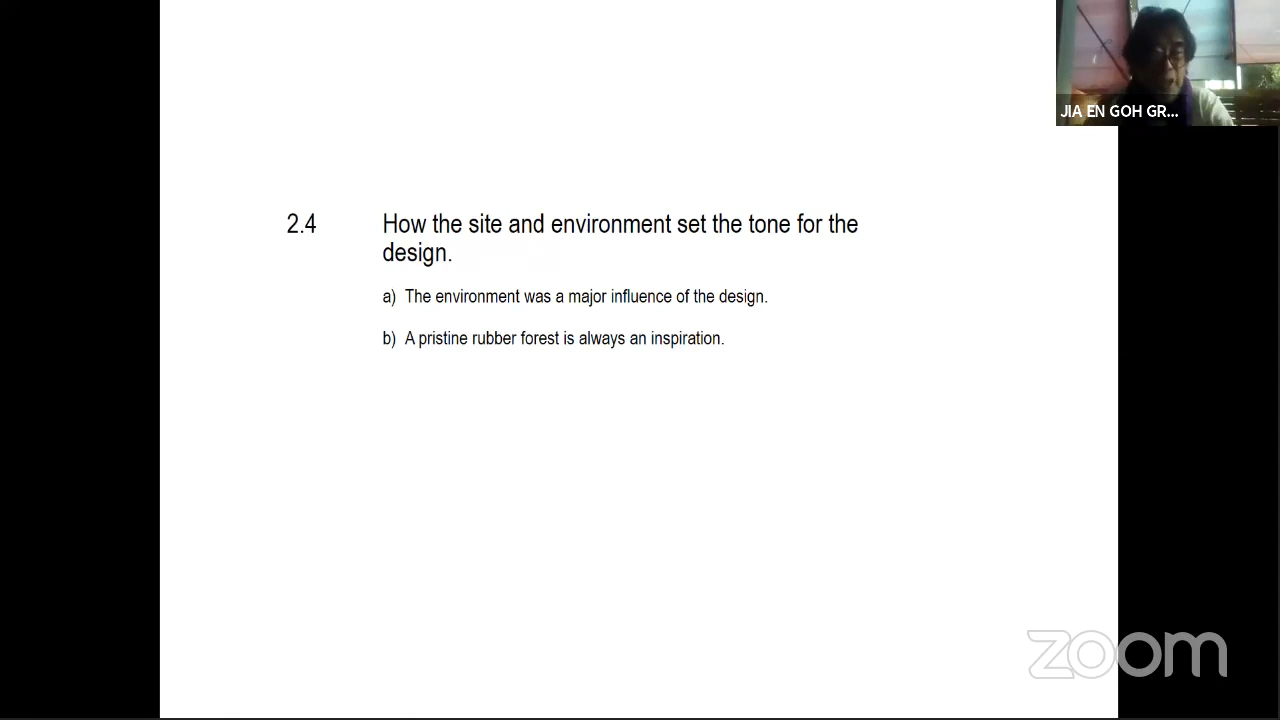 JIA EN GOH GR...
2.4 How the site and environment set the tone for the
design.
a) The environment was a major influence of the design.
b) A pristine rubber forest is always an inspiration.
zoom